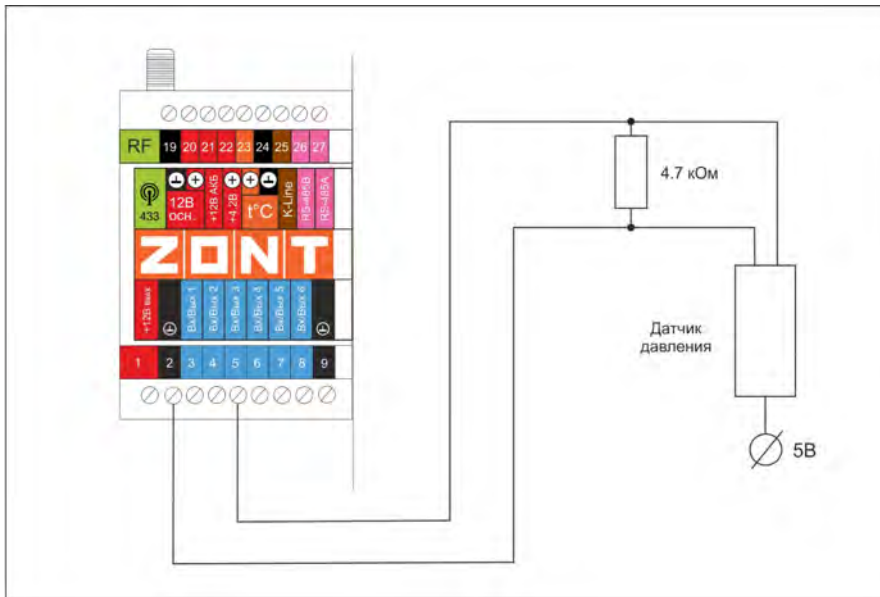 RF 19 20 21 22 23 24 25 26 27
433
12В
осн.
+12В АКБ
+4.2В
t°C
K-Line
RS-485B
RS-485A
ZONT
+12В вых
Вх/Вых 1
Вх/Вых 2
Вх/Вых 3
Вх/Вых 4
Вх/Вых 5
Вх/Вых 6
1 2 3 4 5 6 7 8 9
4.7 кОм
Датчик
давления
5В